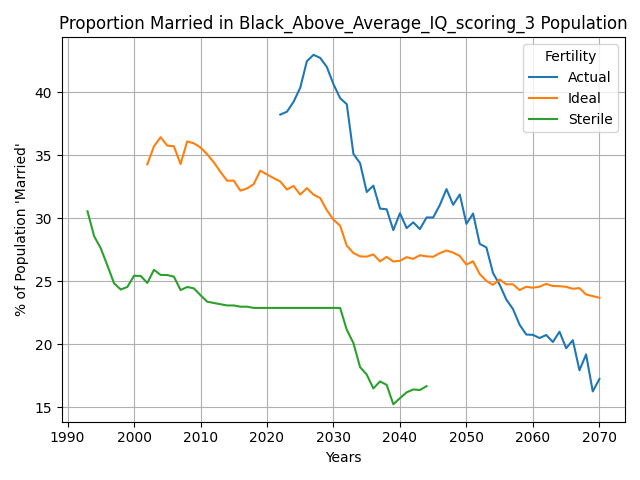 Proportion Married in Black_Above_Average_IQ_scoring_3 Population
% of Population 'Married'
40
35
30
25
20
15
Fertility
Actual
Ideal
Sterile
1990 2000 2010 2020 2030 2040 2050 2060 2070
Years